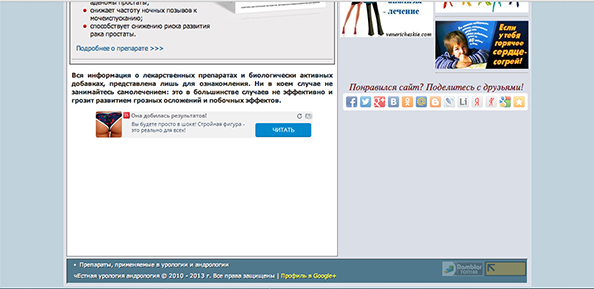 аденомы простаты;
снижает частоту ночных позывов к
мочеиспусканию;
способствует снижению риска развития
рака простаты.
Подробнее о препарате >>>
Вся информация о лекарственных препаратах и биологически активных
добавках, представлена лишь для ознакомления. Ни в коем случае не
занимайтесь самолечением: это в большинстве случаев не эффективно и
грозит развитием грозных осложнений и побочных эффектов.
Она добилась результатов!
Вы будете просто в шоке! Стройная фигура -
это реально для всех!
ЧИТАТЬ
- лечение
venerichaskie.com
Если
у тебя
горячее
сердце-
согрей!
Понравился сайт? Поделитесь с друзьями!
Препараты, применяемые в урологии и андрологии
«Естная урология андрология © 2010 - 2013 г. Все права защищены | Профиль в Google+
Rambler